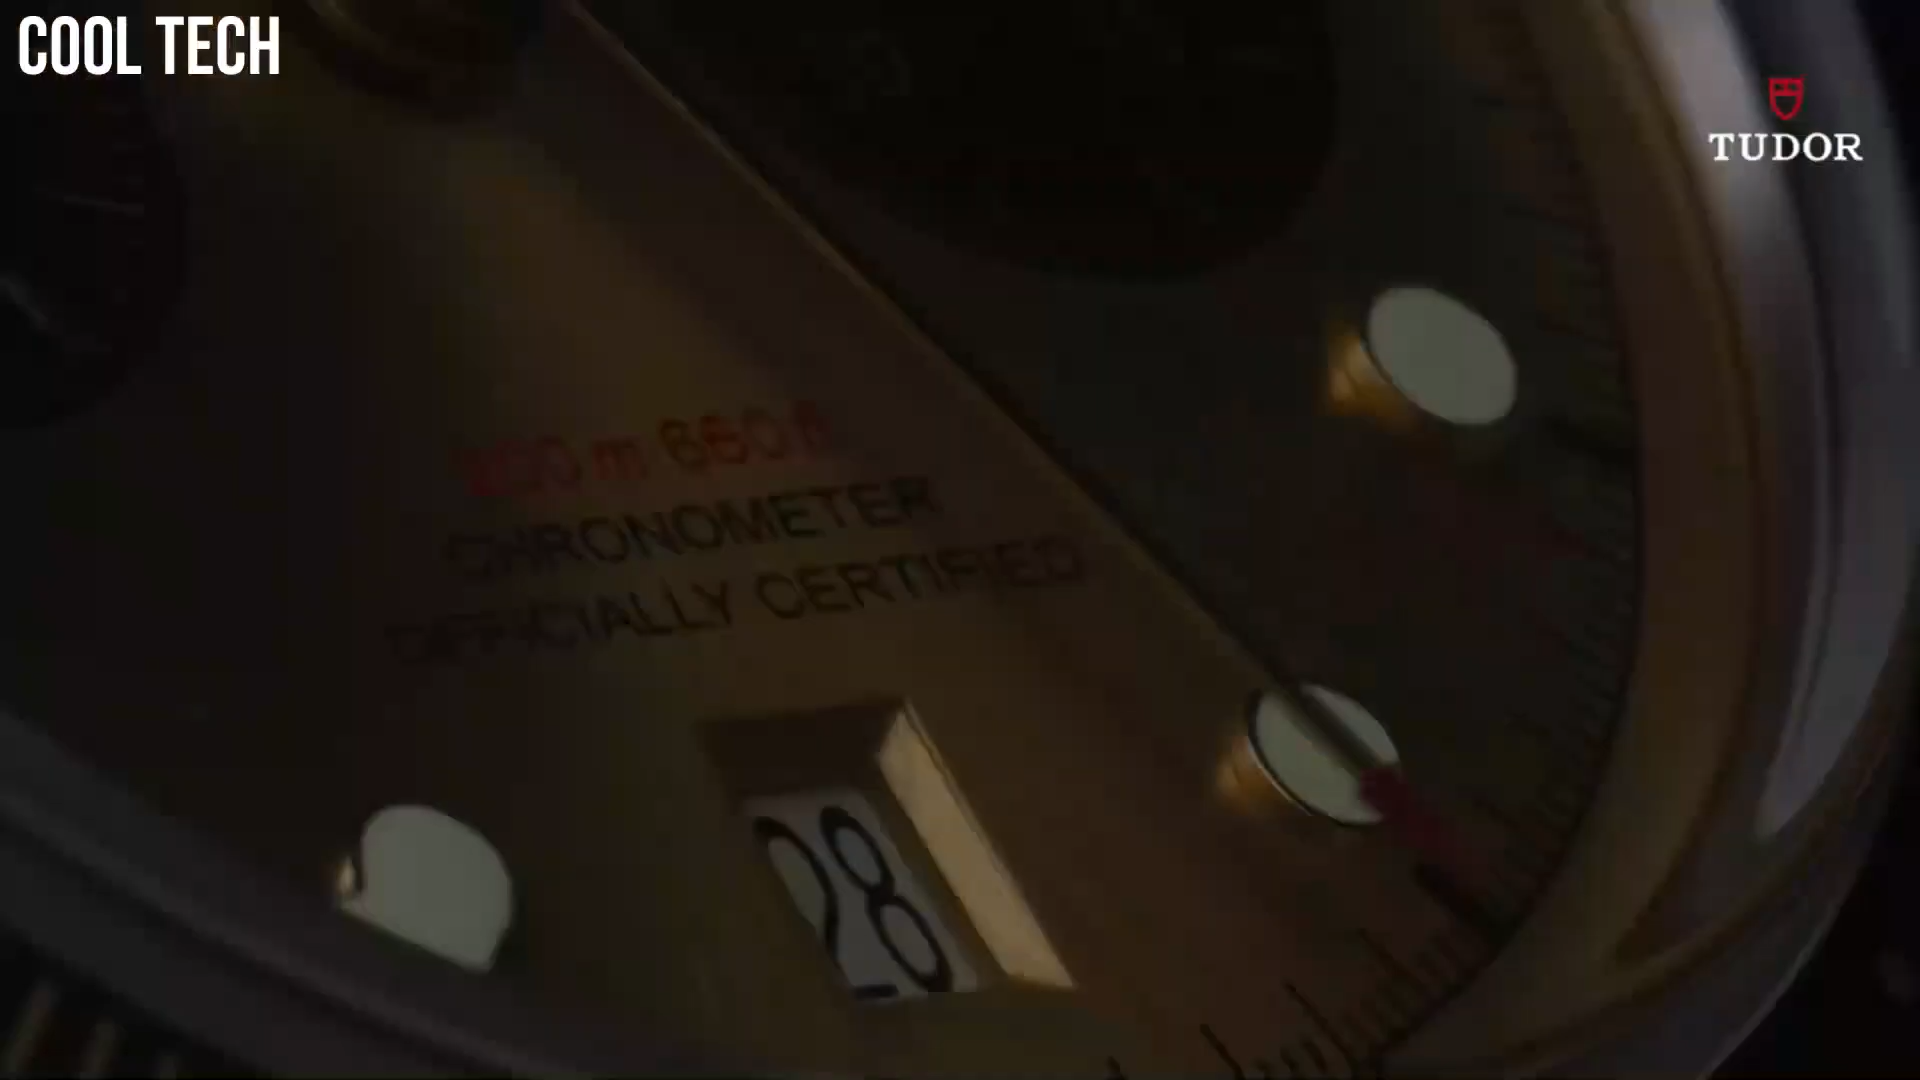 COOL TECH
TUDOR
200 m 660 ft
CHRONOMETER
OFFICIALLY CERTIFIED
28